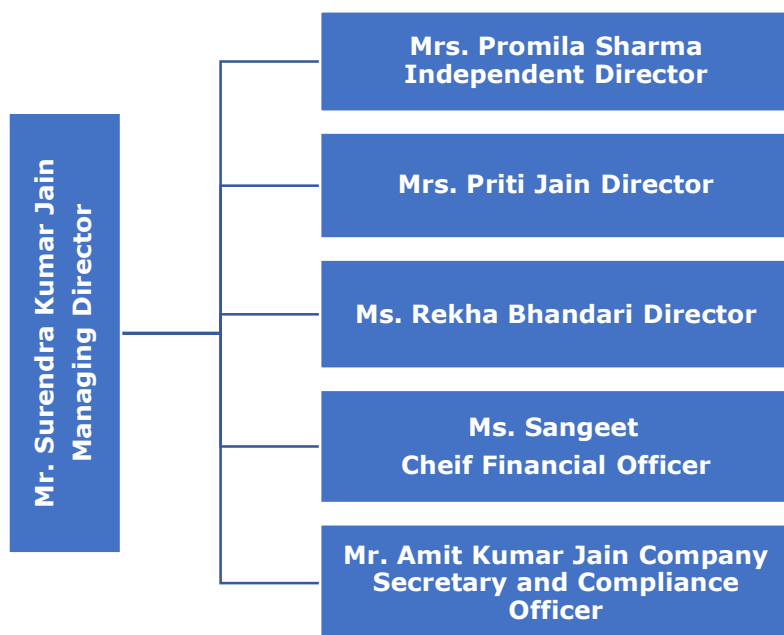 Mr. Surendra Kumar Jain
Managing Director
Mrs. Promila Sharma
Independent Director
Mrs. Priti Jain Director
Ms. Rekha Bhandari Director
Ms. Sangeet
Cheif Financial Officer
Mr. Amit Kumar Jain Company
Secretary and Compliance
Officer